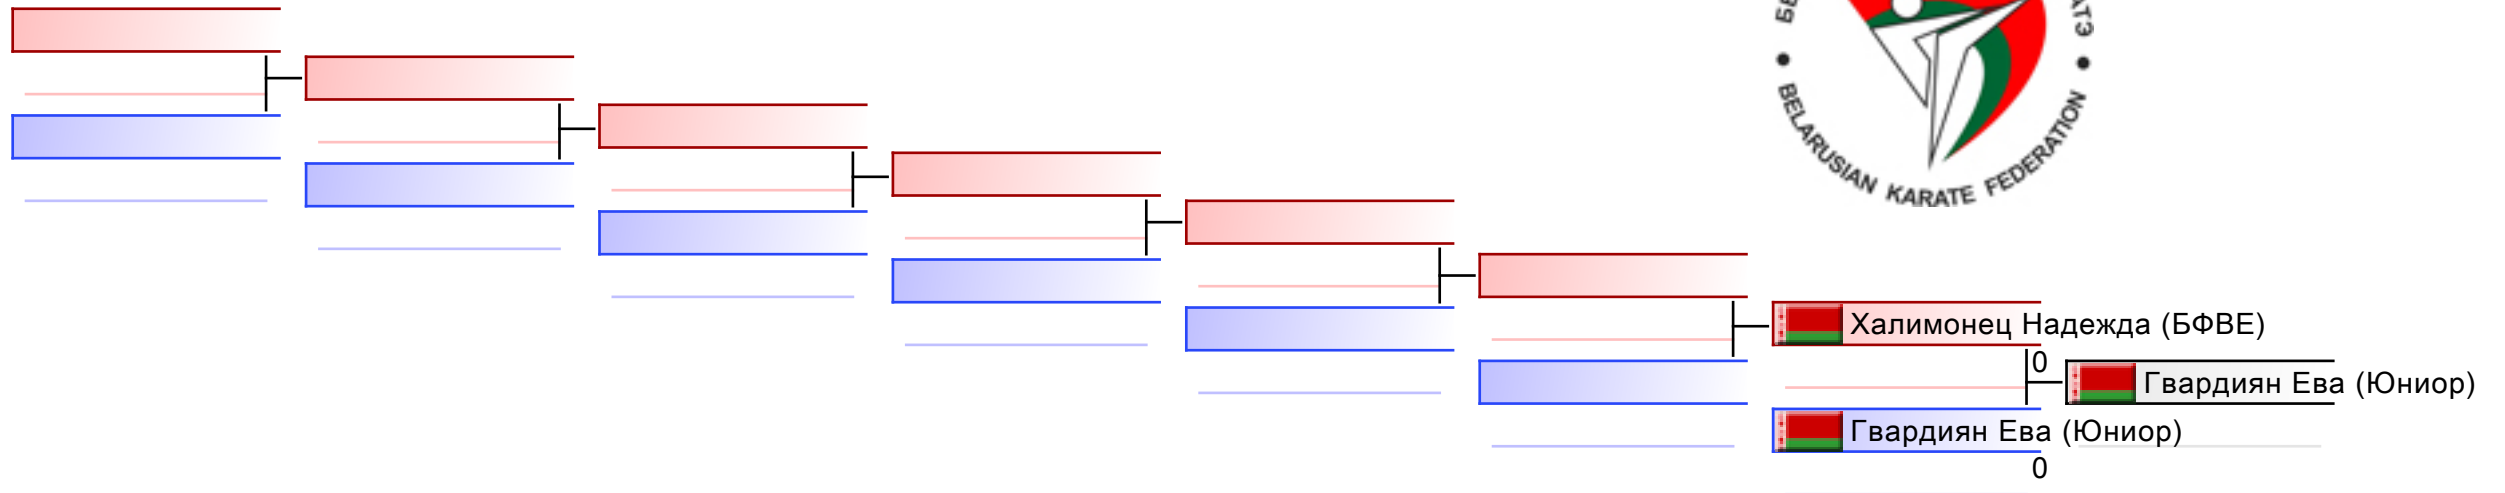 BELARUSIAN KARATE FEDERATION
Халимонец Надежда (БФВЕ)
0
Гвардиян Ева (Юниор)
Гвардиян Ева (Юниор)
0